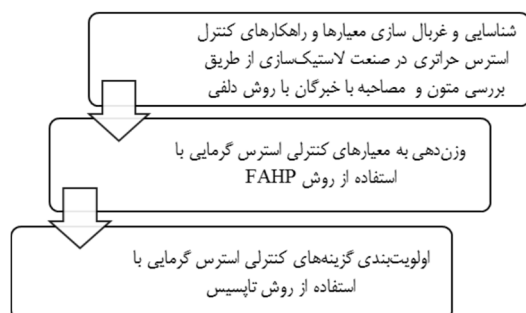 شناسایی و غربال سازی معیارها و راهکارهای کنترل
استرس حرارتی در صنعت لاستیک‌سازی از طریق
بررسی متون و مصاحبه با خبرگان با روش دلفی
وزن‌دهی به معیارهای کنترلی استرس گرمایی با
استفاده از روش FAHP
اولویت‌بندی گزینه‌های کنترلی استرس گرمایی با
استفاده از روش تاپسیس